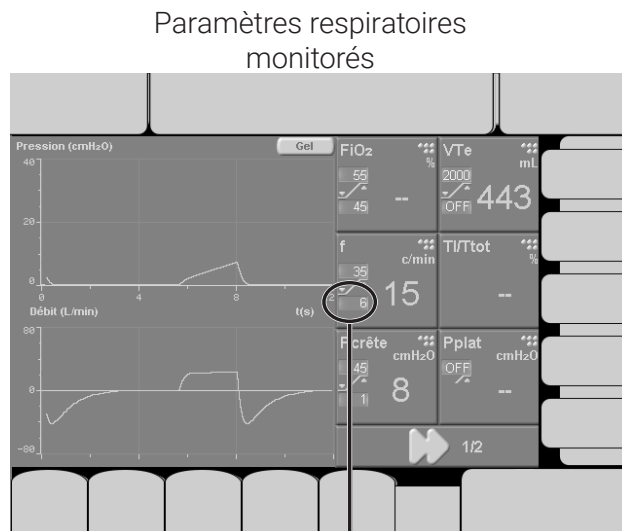 Paramètres respiratoires
monitorés
Pression (cmH₂O)
Gel
40
20
0
0 4 8 2
Débit (L/min) t(s)
80
0
-80
FiO₂
%
55
45
--
VTe
mL
2000
OFF
443
f
c/min
35
6
15
TI/Ttot
%
--
Pcrête
cmH₂O
45
1
8
Pplat
cmH₂O
OFF
--
1/2